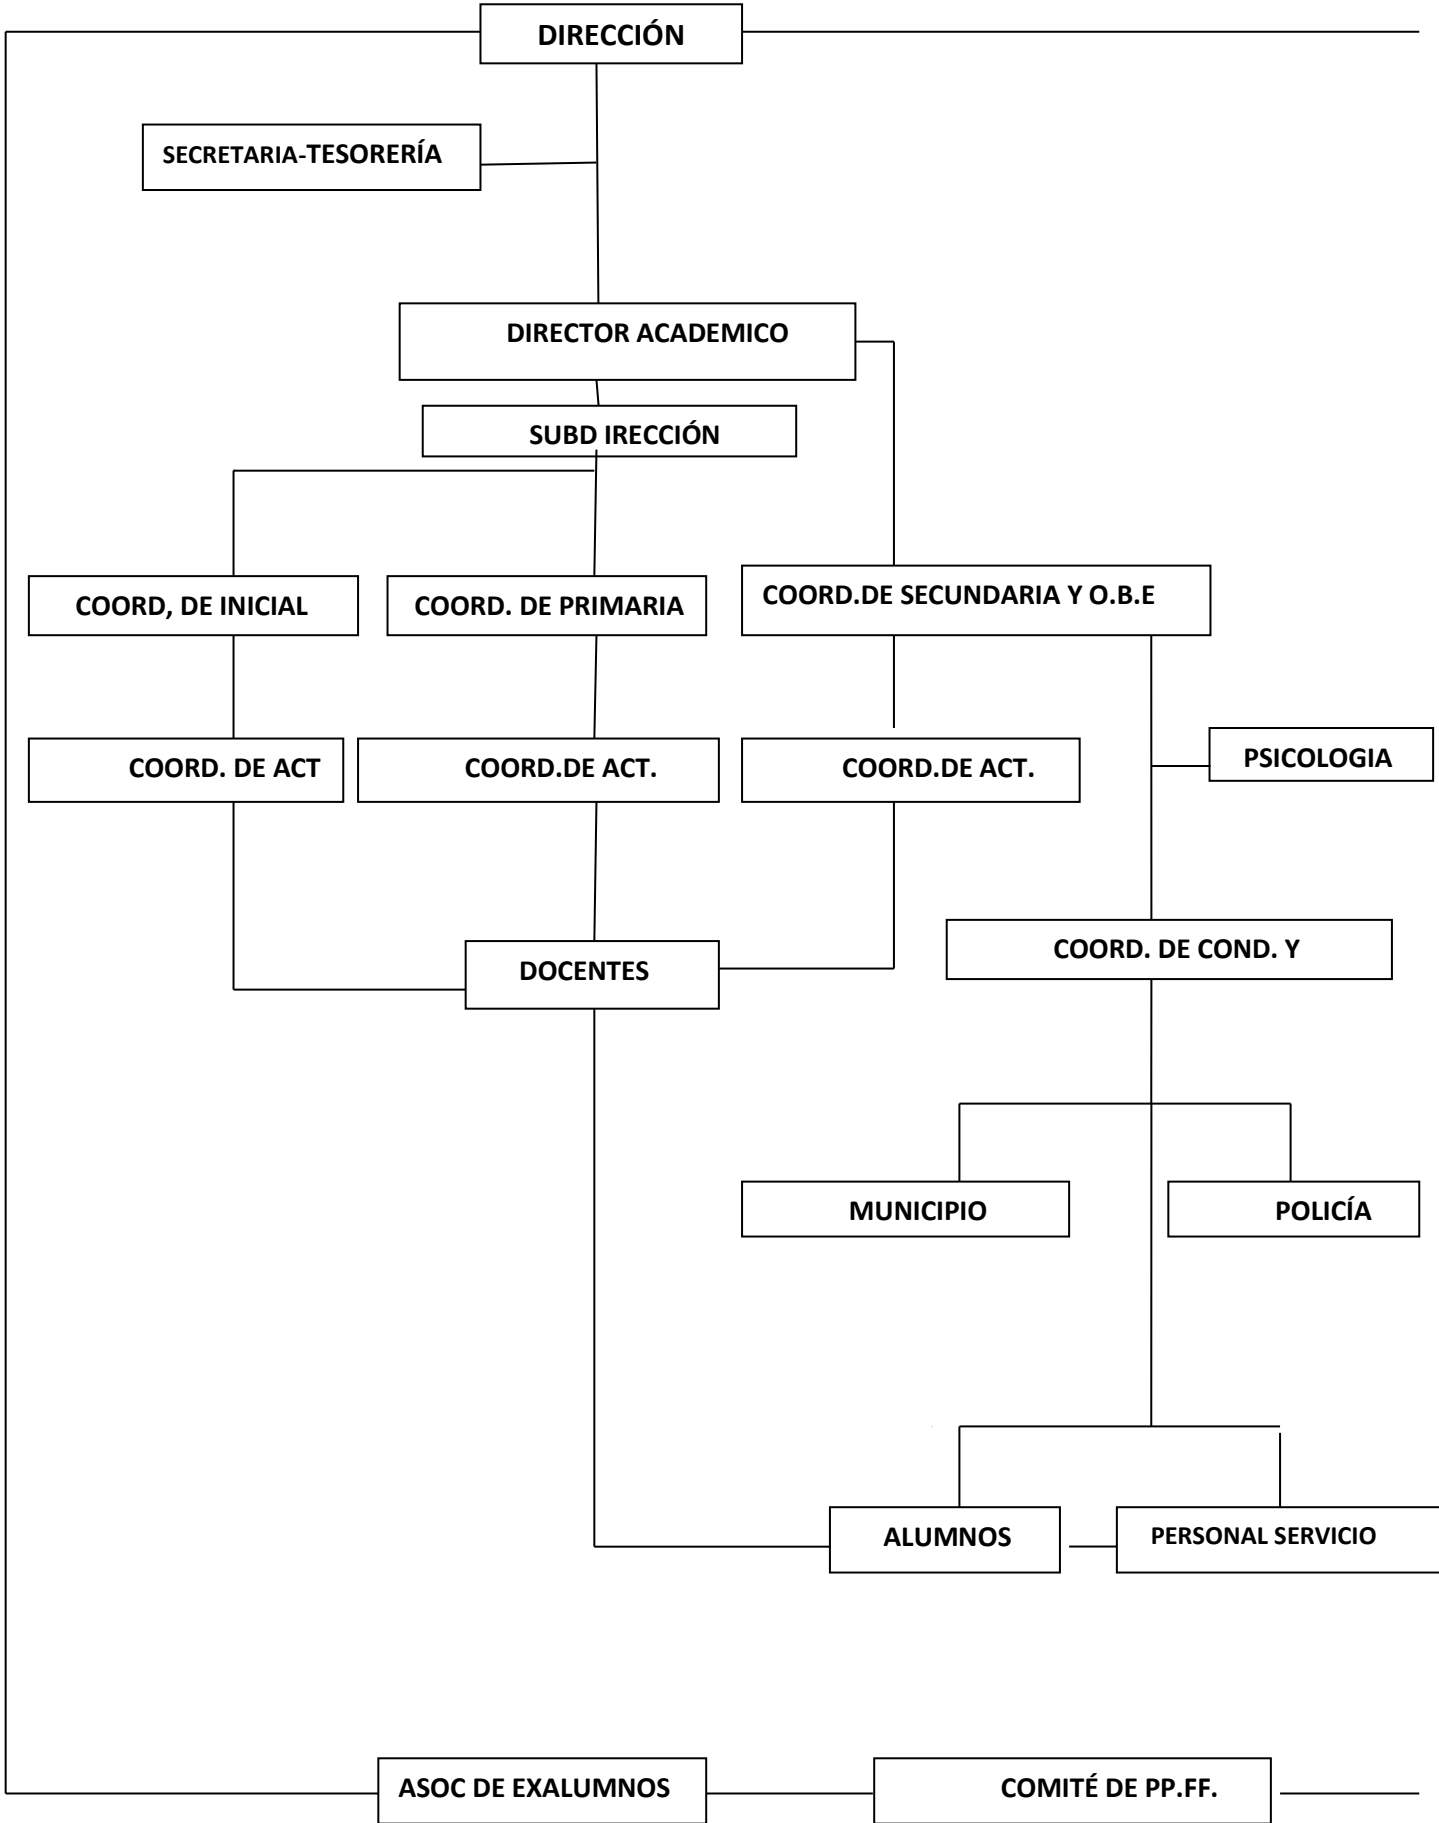 DIRECCIÓN
SECRETARIA-TESORERÍA
DIRECTOR ACADEMICO
SUBD IRECCIÓN
COORD, DE INICIAL
COORD. DE PRIMARIA
COORD.DE SECUNDARIA Y O.B.E
COORD. DE ACT
COORD.DE ACT.
COORD.DE ACT.
PSICOLOGIA
COORD. DE COND. Y
DOCENTES
MUNICIPIO
POLICÍA
ALUMNOS
PERSONAL SERVICIO
ASOC DE EXALUMNOS
COMITÉ DE PP.FF.